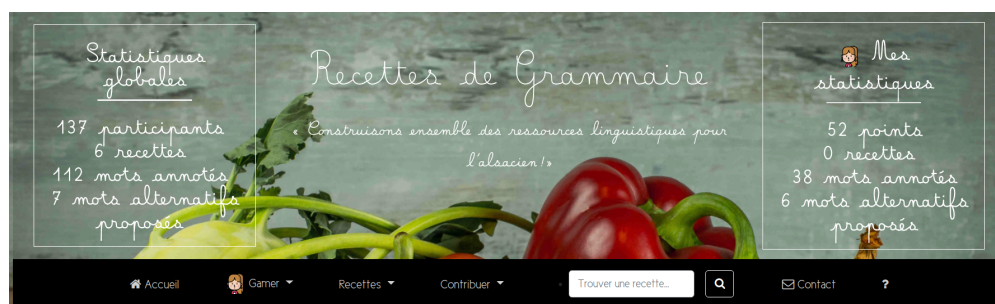 Statistiques
globales
137 participants
6 recettes
112 mots annotés
7 mots alternatifs
proposés
Recettes de Grammaire
« Construisons ensemble des ressources linguistiques pour
l'alsacien!»
Mes
statistiques
52 points
0 recettes
38 mots annotés
6 mots alternatifs
proposés
Accueil Gamer Recettes Contribuer Trouver une recette... Contact ?